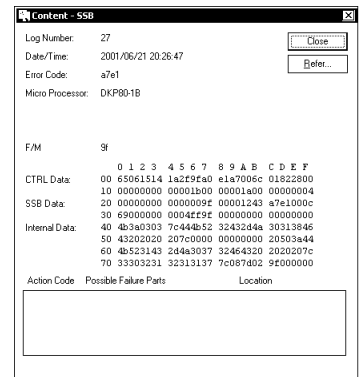 Content - SSB
Log Number: 27
Close
Date/Time: 2001/06/21 20:26:47
Refer...
Error Code: a7e1
Micro Processor: DKP80-1B
F/M 9f
0 1 2 3 4 5 6 7 8 9 A B C D E F
CTRL Data: 00 65061514 1a2f9fa0 e1a7006c 01822800
10 00000000 00001b00 00001a00 00000004
SSB Data: 20 00000000 0000009f 00001243 a7e1000c
30 69000000 0004ff9f 00000000 00000000
Internal Data: 40 4b3a0303 7c444b52 32432d4a 30313846
50 43202020 207c0000 00000000 20503a44
60 4b523143 2d4a3037 32464320 2020207c
70 33303231 32313137 7c087d02 9f000000
Action Code Possible Failure Parts Location